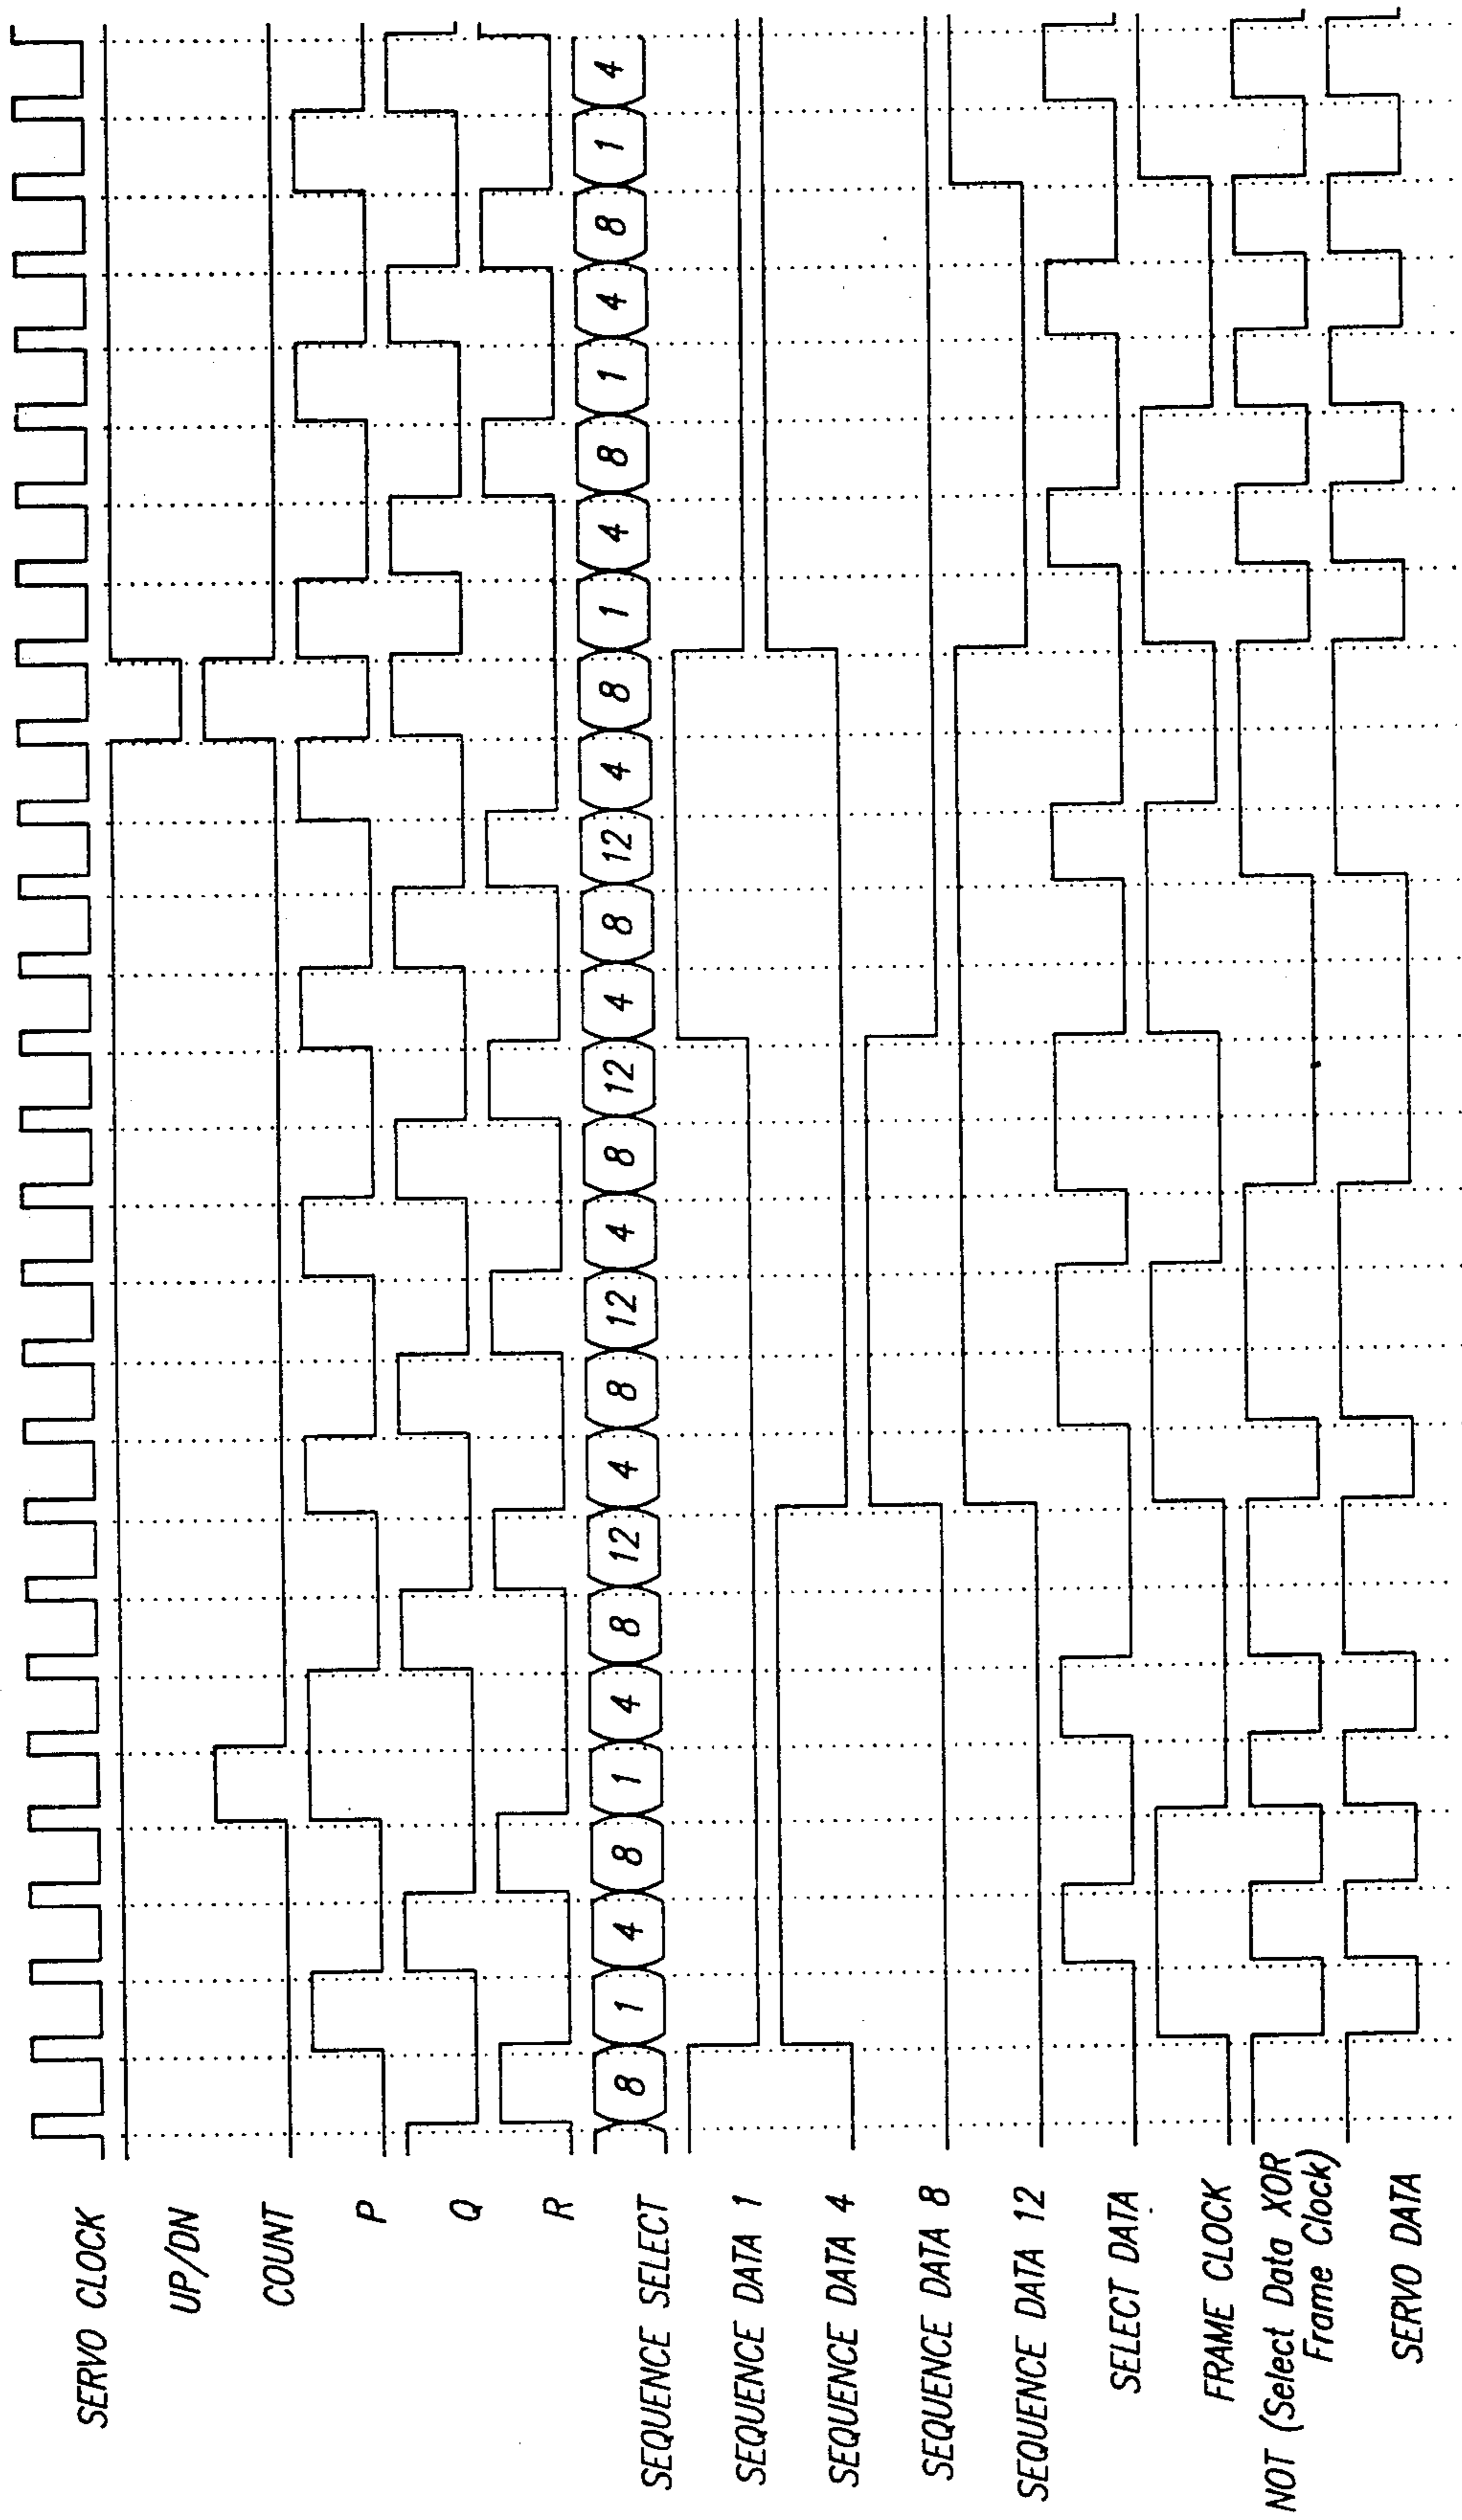 SERVO CLOCK
UP/DN
COUNT
P
Q
R
SEQUENCE SELECT 8 1 4 8 1 4 8 12 4 8 12 4 8 12 4 8 12 4 8 1 4 8 1 4 8 1 4
SEQUENCE DATA 1
SEQUENCE DATA 4
SEQUENCE DATA 8
SEQUENCE DATA 12
SELECT DATA
FRAME CLOCK
NOT (Select Data XOR
Frame Clock)
SERVO DATA